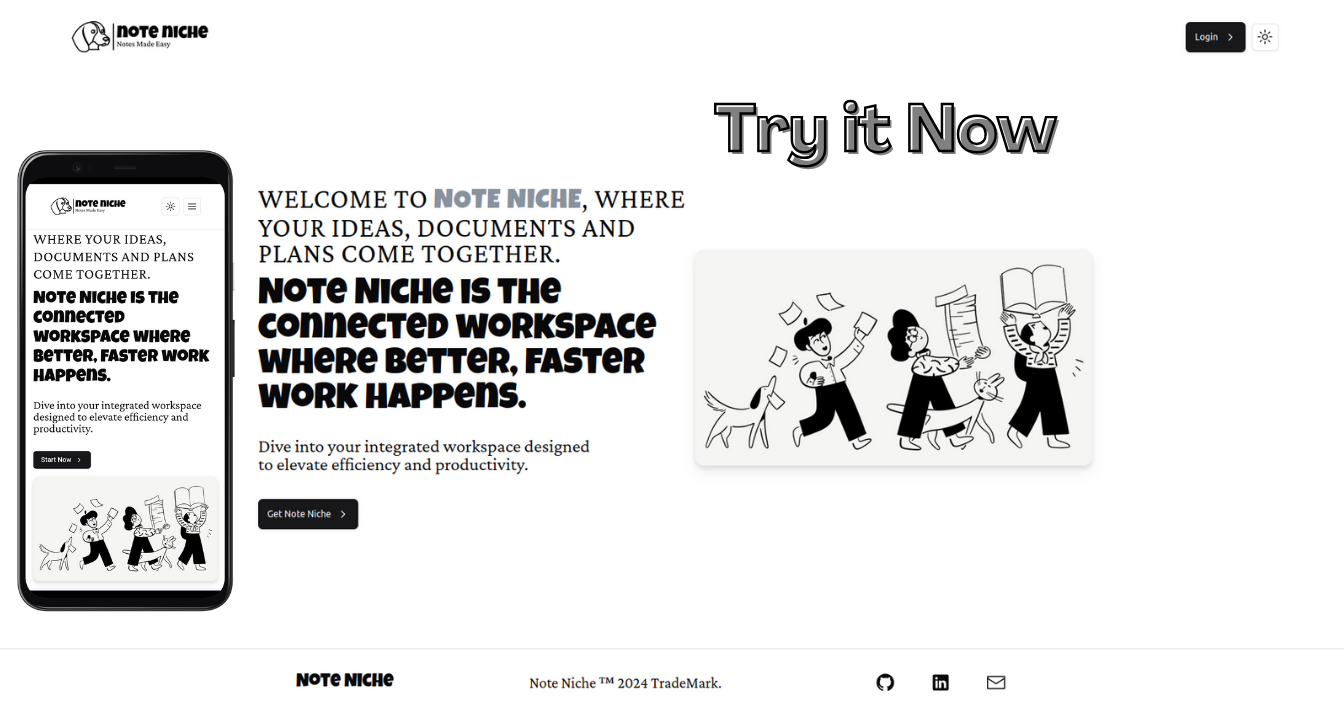 NOTE NICHE
Notes Made Easy
Login
Try it Now
NOTE NICHE
Notes Made Easy
WHERE YOUR IDEAS,
DOCUMENTS AND PLANS
COME TOGETHER.
NOTE NICHE IS THE
CONNECTED
WORKSPACE WHERE
BETTER, FASTER WORK
HAPPENS.
Dive into your integrated workspace
designed to elevate efficiency and
productivity.
Start Now
WELCOME TO NOTE NICHE, WHERE
YOUR IDEAS, DOCUMENTS AND
PLANS COME TOGETHER.
NOTE NICHE IS THE
CONNECTED WORKSPACE
WHERE BETTER, FASTER
WORK HAPPENS.
Dive into your integrated workspace designed
to elevate efficiency and productivity.
Get Note Niche
NOTE NICHE
Note Niche ™ 2024 TradeMark.
in